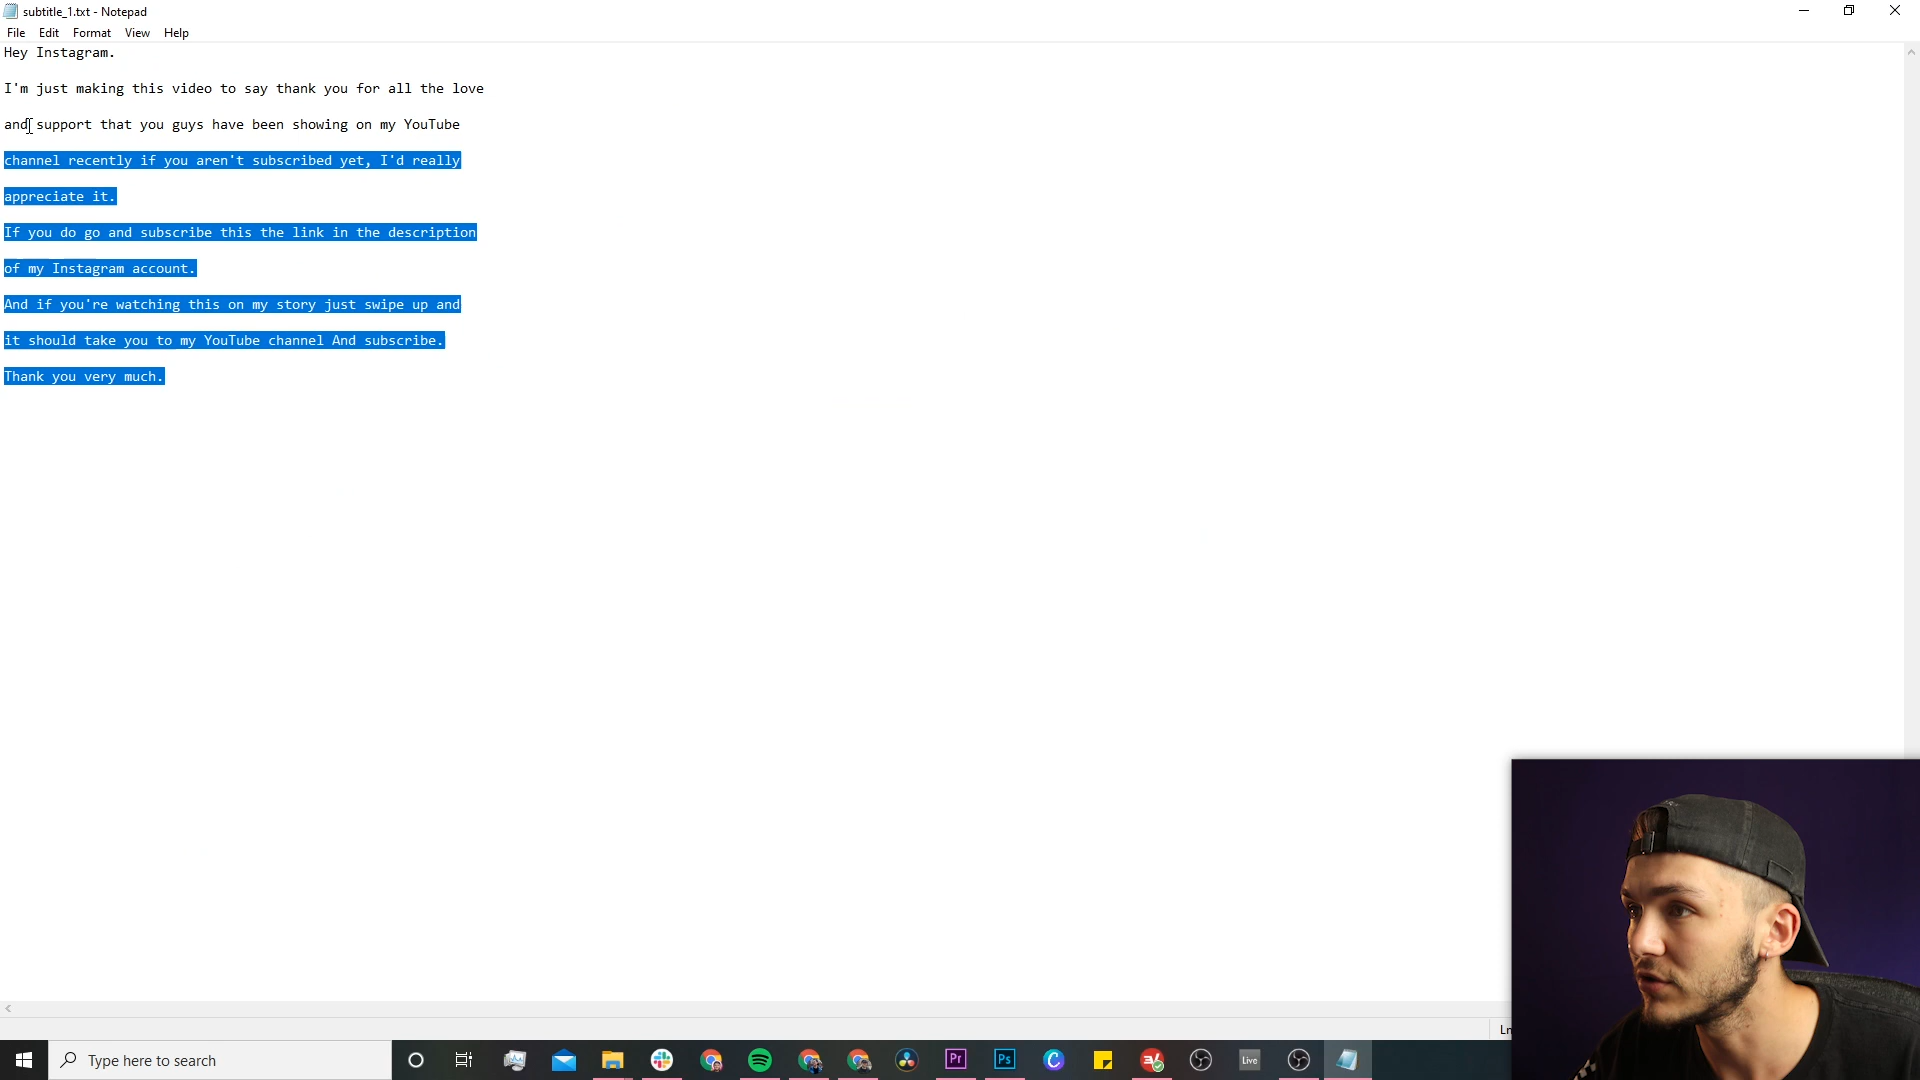 subtitle_1.txt - Notepad
File Edit Format View Help
Hey Instagram.
I'm just making this video to say thank you for all the love
and support that you guys have been showing on my YouTube
channel recently if you aren't subscribed yet, I'd really
appreciate it.
If you do go and subscribe this the link in the description
of my Instagram account.
And if you're watching this on my story just swipe up and
it should take you to my YouTube channel And subscribe.
Thank you very much.
Ln
Type here to search
Pr
Ps
Live